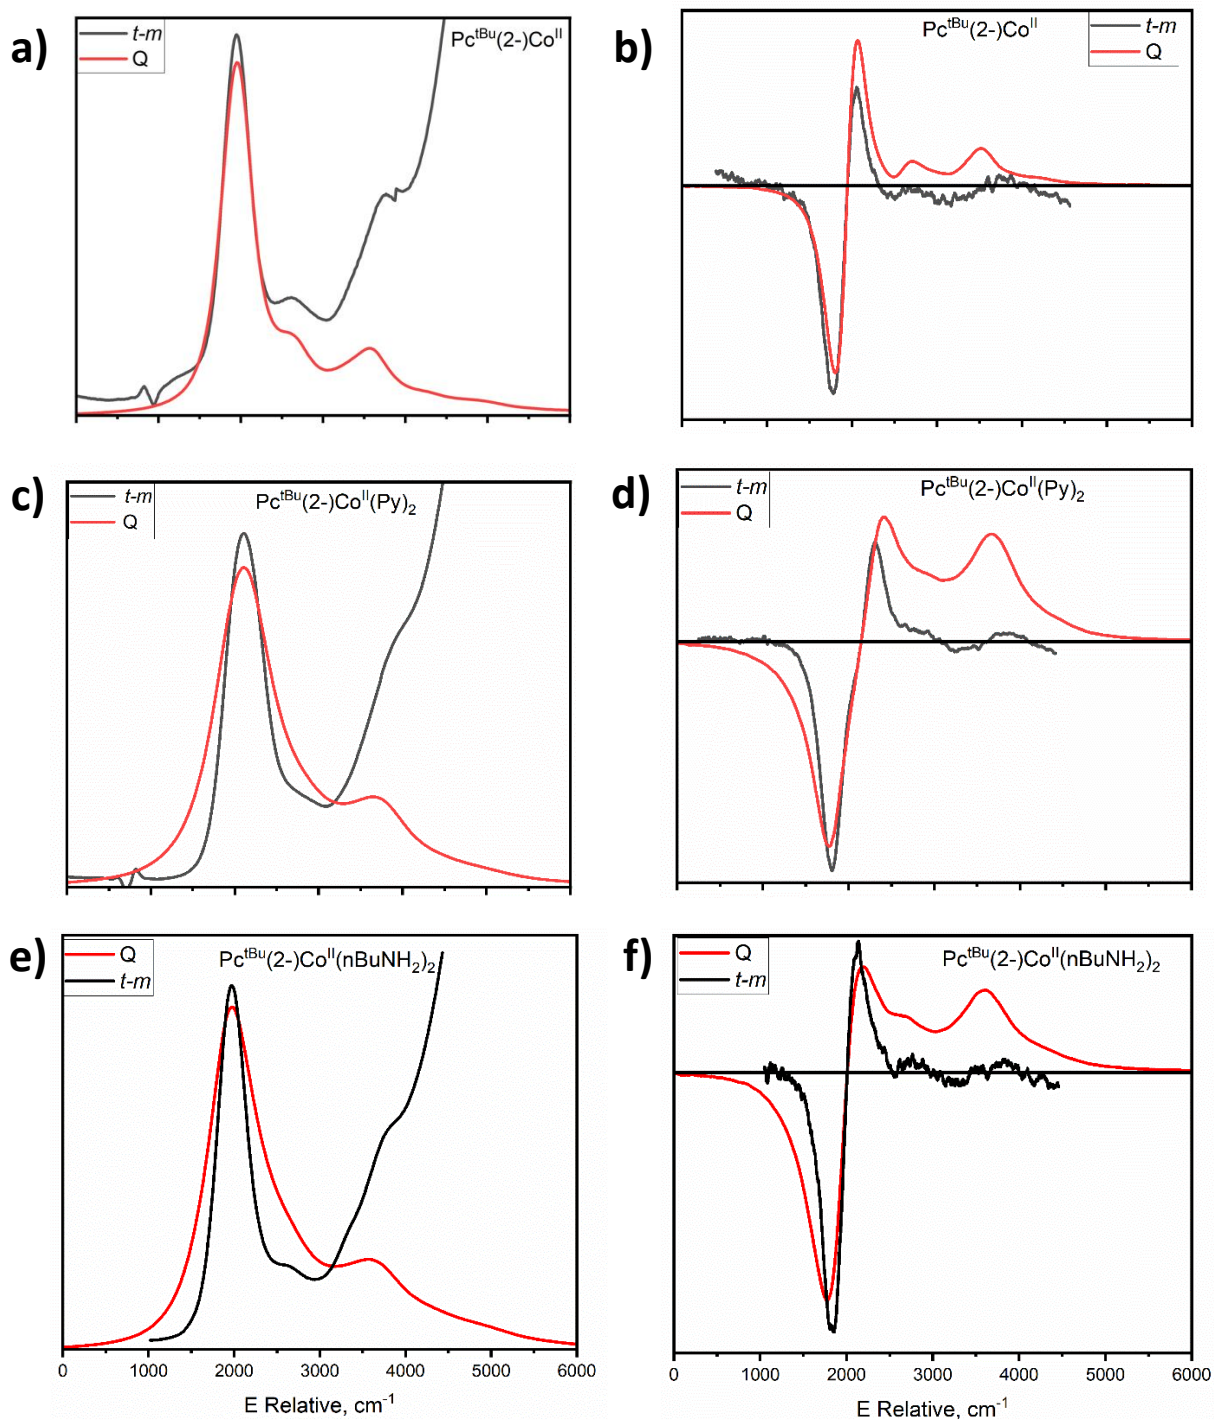 a)
t-m
Q
Pc^tBu(2-)Co^II
b)
Pc^tBu(2-)Co^II
t-m
Q
c)
t-m
Q
Pc^tBu(2-)Co^II(Py)₂
d)
t-m
Q
Pc^tBu(2-)Co^II(Py)₂
e)
Q
t-m
Pc^tBu(2-)Co^II(nBuNH₂)₂
0 1000 2000 3000 4000 5000 6000
E Relative, cm⁻¹
f)
Q
t-m
Pc^tBu(2-)Co^II(nBuNH₂)₂
0 1000 2000 3000 4000 5000 6000
E Relative, cm⁻¹